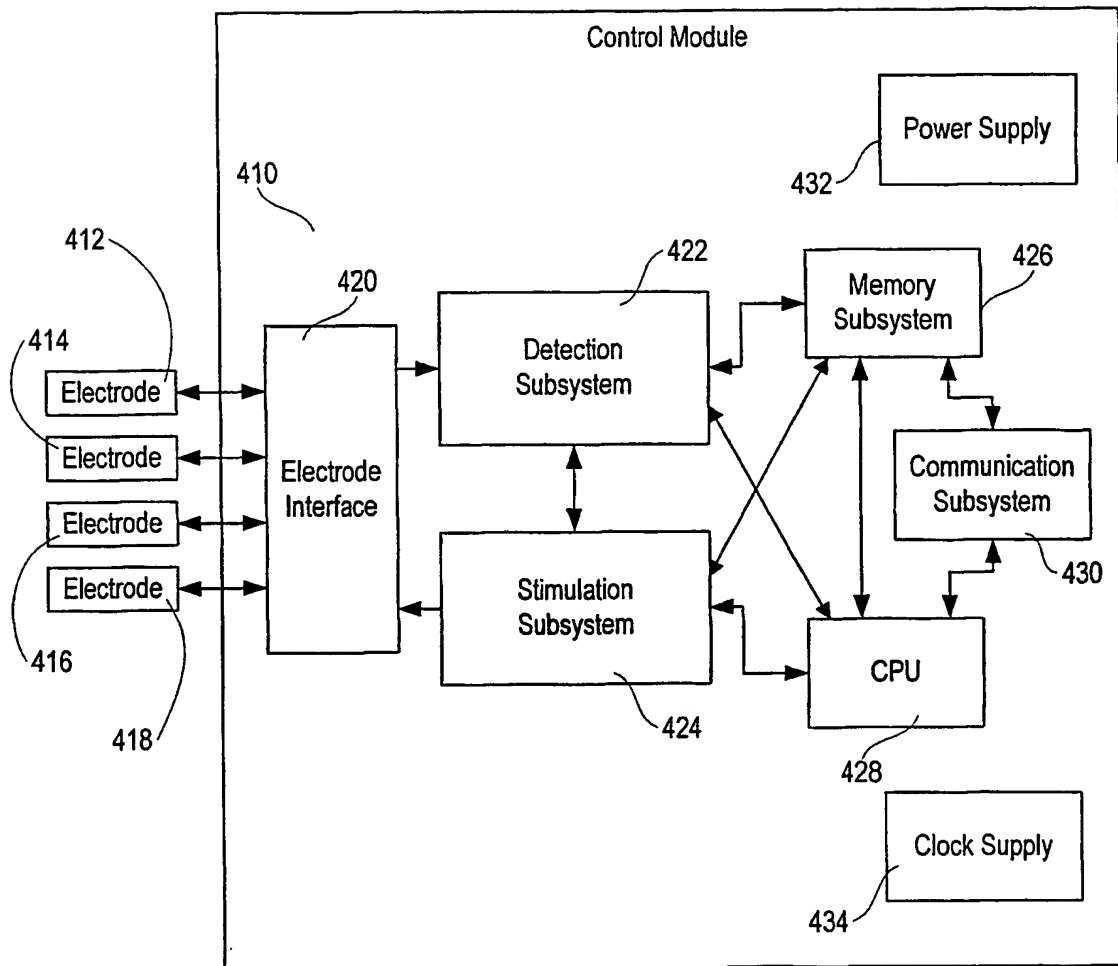 Control Module
Power Supply
432
410
412
420
422
426
Memory
Subsystem
414
Electrode
Detection
Subsystem
Electrode
Electrode
Interface
Communication
Subsystem
430
Electrode
Stimulation
Subsystem
Electrode
416
418
424
CPU
428
Clock Supply
434